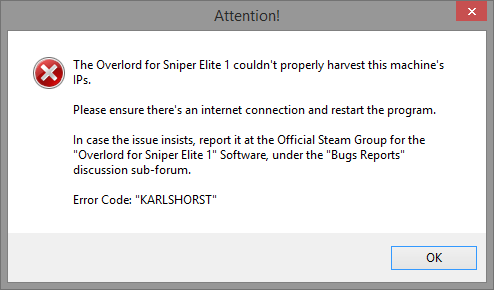 Attention!
The Overlord for Sniper Elite 1 couldn't properly harvest this machine's
IPs.
Please ensure there's an internet connection and restart the program.
In case the issue insists, report it at the Official Steam Group for the
"Overlord for Sniper Elite 1" Software, under the "Bugs Reports"
discussion sub-forum.
Error Code: "KARLSHORST"
OK